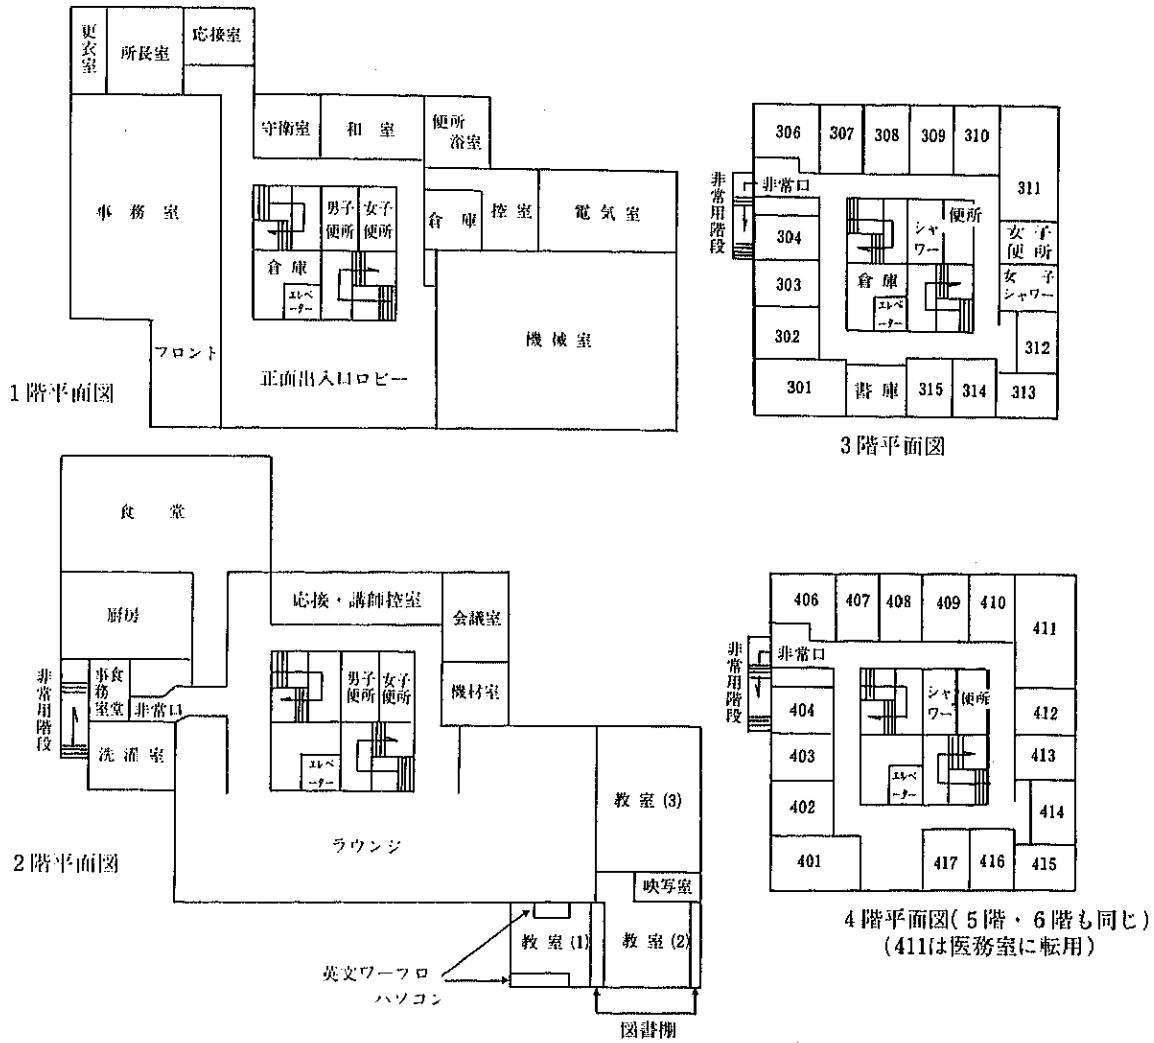 更衣室
所長室
応接室
守衛室
和室
便所
浴室
事務室
男子便所
女子便所
倉庫
控室
電気室
倉庫
エレベーター
機械室
フロント
正面出入口ロビー
1階平面図
306
307
308
309
310
非常用階段
非常口
311
304
シャワー
便所
女子便所
303
倉庫
エレベーター
女子シャワー
302
312
301
書庫
315
314
313
3階平面図
食堂
厨房
応接・講師控室
会議室
非常用階段
食堂事務室
非常口
男子便所
女子便所
機材室
洗濯室
エレベーター
教室(3)
ラウンジ
2階平面図
映写室
教室(1)
教室(2)
英文ワープロ
パソコン
図書棚
406
407
408
409
410
411
非常用階段
非常口
404
シャワー
便所
412
403
エレベーター
413
402
414
401
417
416
415
4階平面図(5階・6階も同じ)
(411は医務室に転用)